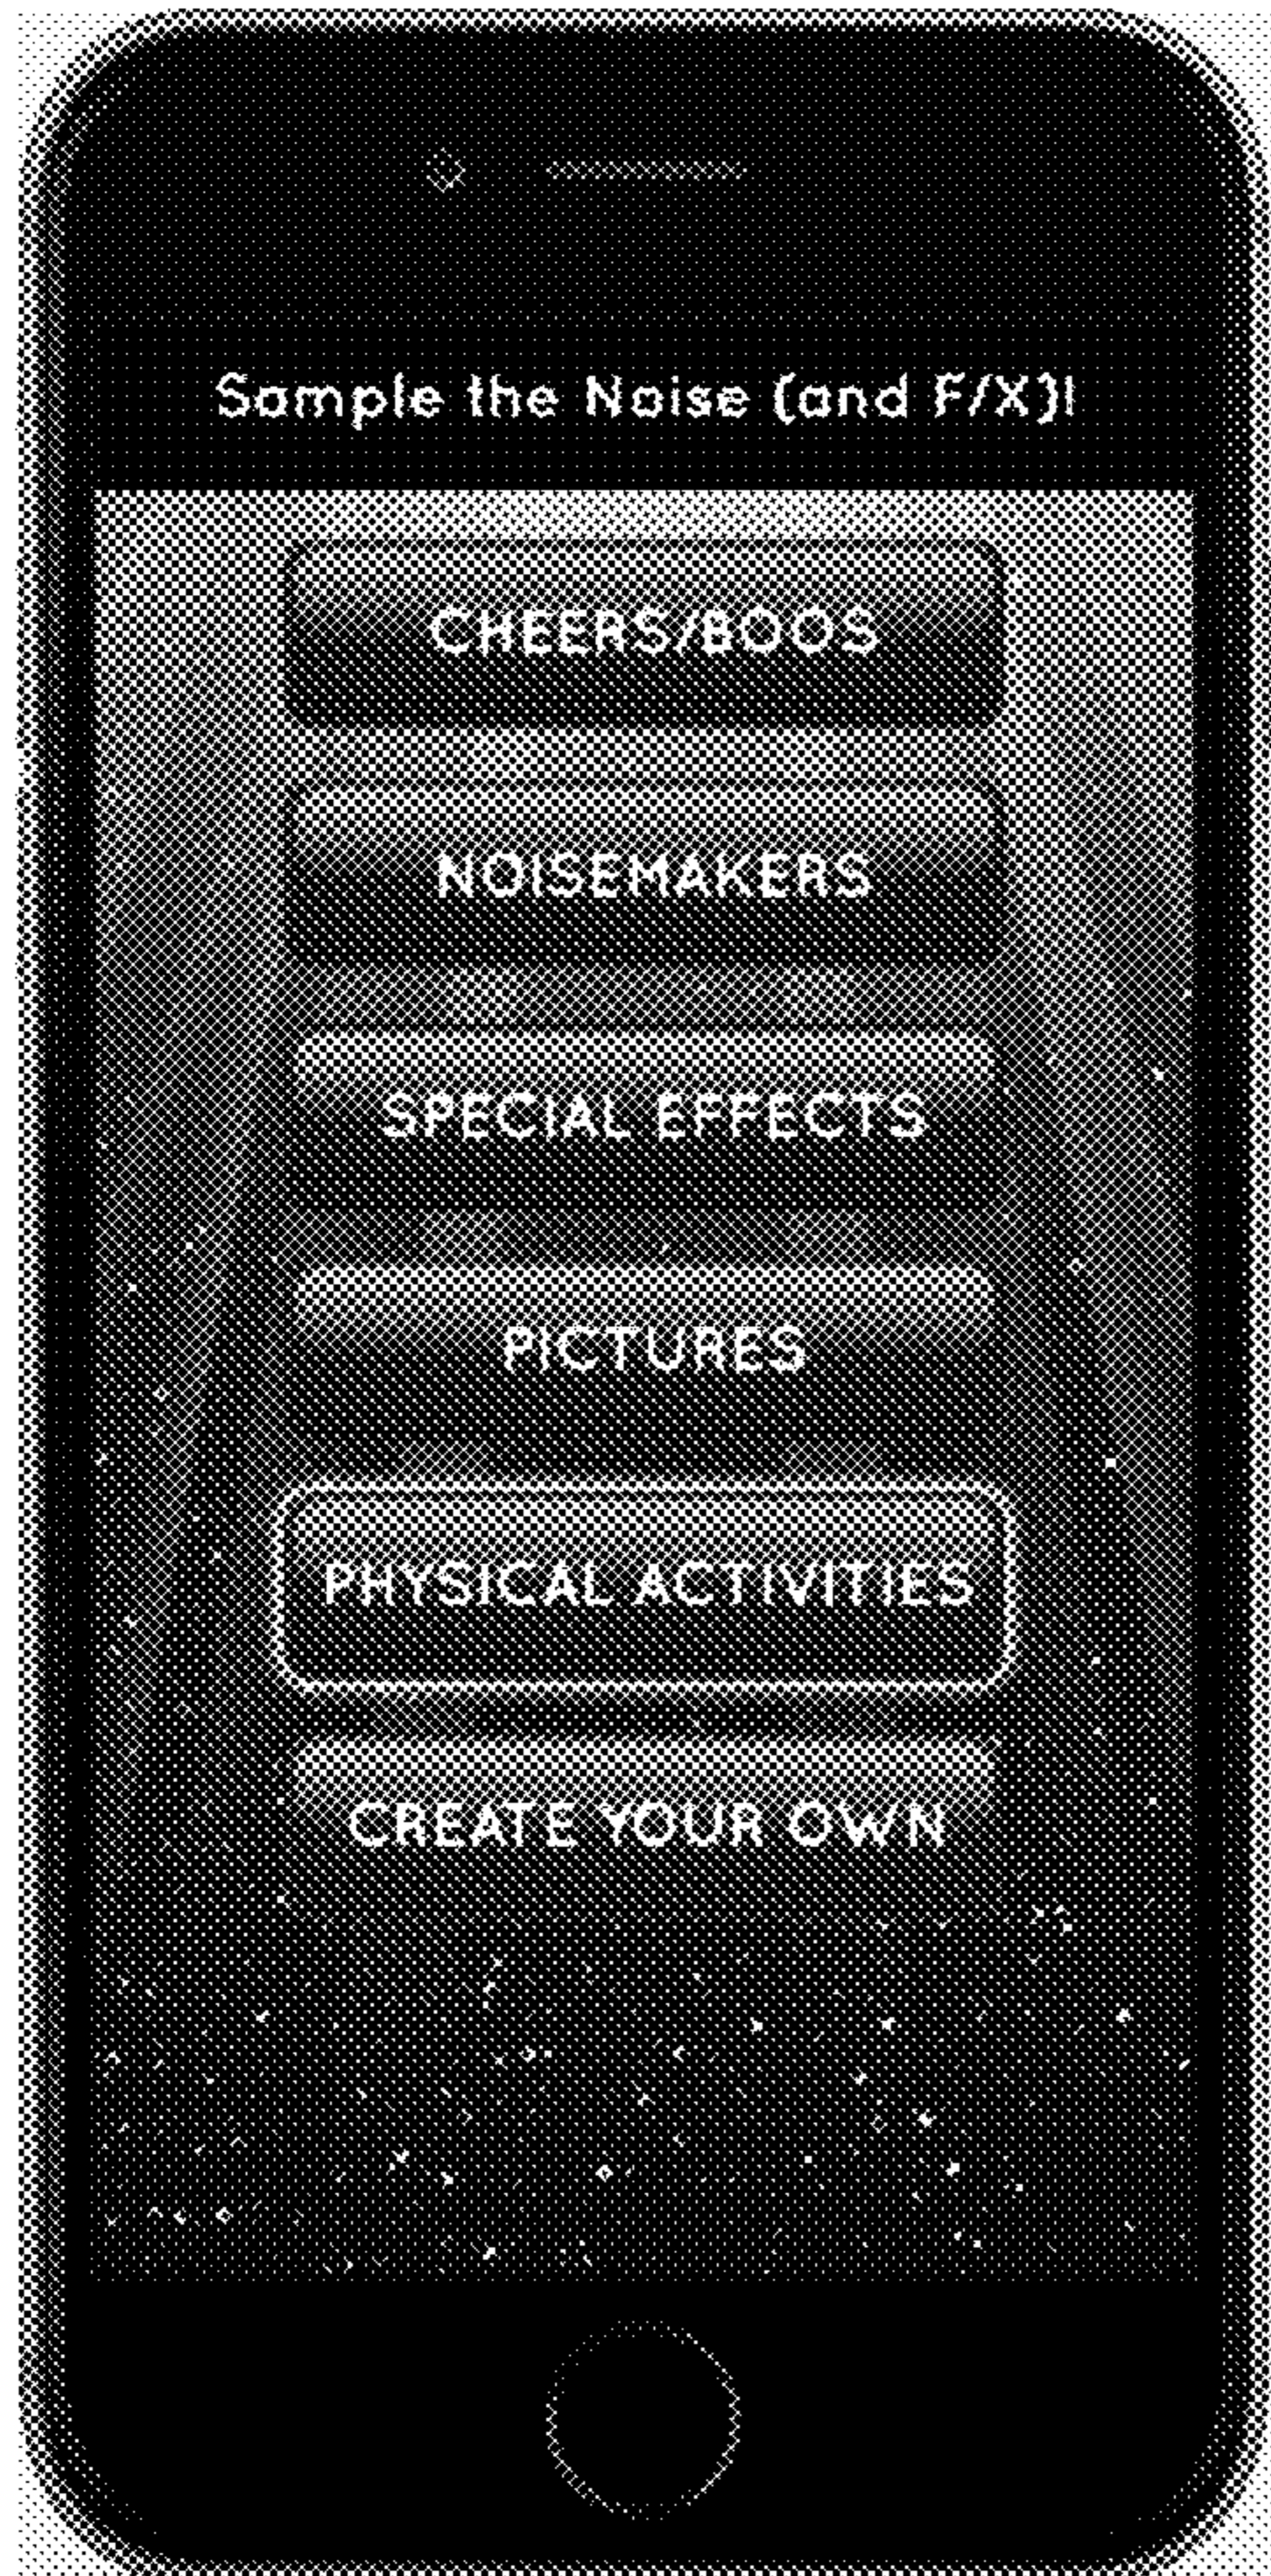 Sample the Noise (and F/X)!
CHEERS/BOOS
NOISEMAKERS
SPECIAL EFFECTS
PICTURES
PHYSICAL ACTIVITIES
CREATE YOUR OWN